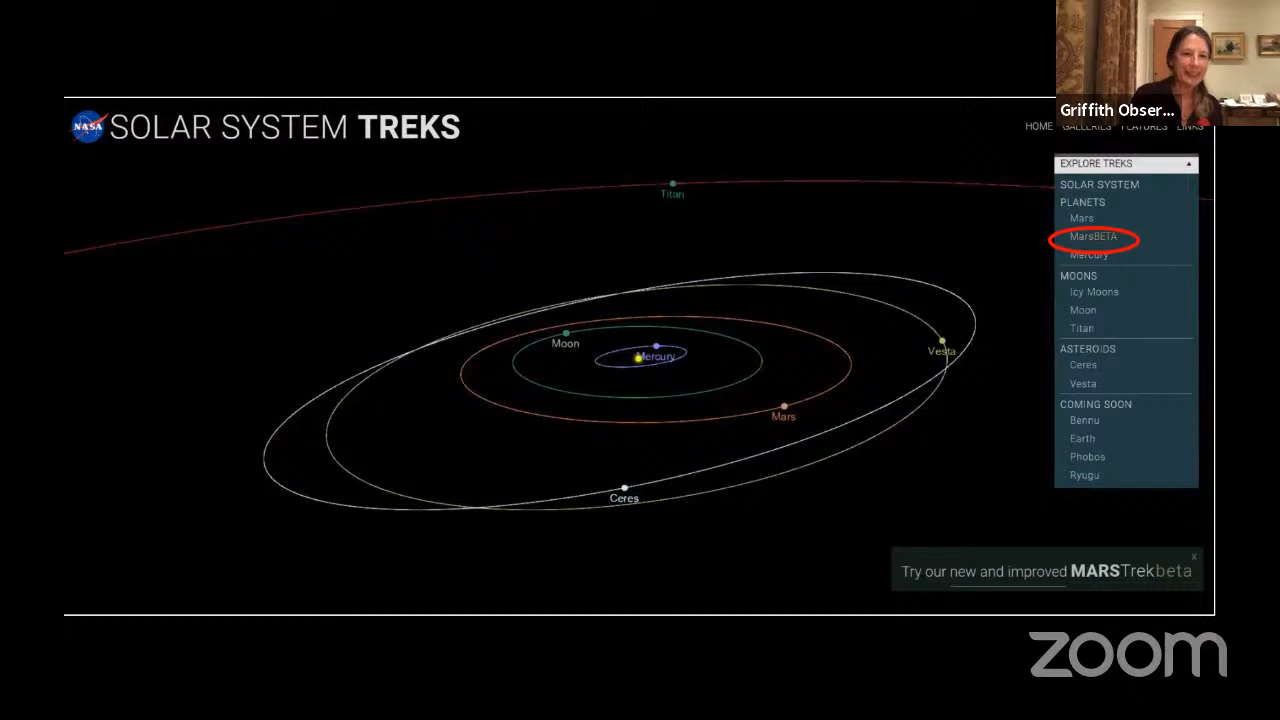 Griffith Obser...
NASA SOLAR SYSTEM TREKS
HOME GALLERIES FEATURES LINKS
EXPLORE TREKS
SOLAR SYSTEM
PLANETS
Mars
MarsBETA
Mercury
MOONS
Icy Moons
Moon
Titan
ASTEROIDS
Ceres
Vesta
COMING SOON
Bennu
Earth
Phobos
Ryugu
Titan
Moon
Mercury
Vesta
Mars
Ceres
x
Try our new and improved MARSTrekbeta
zoom